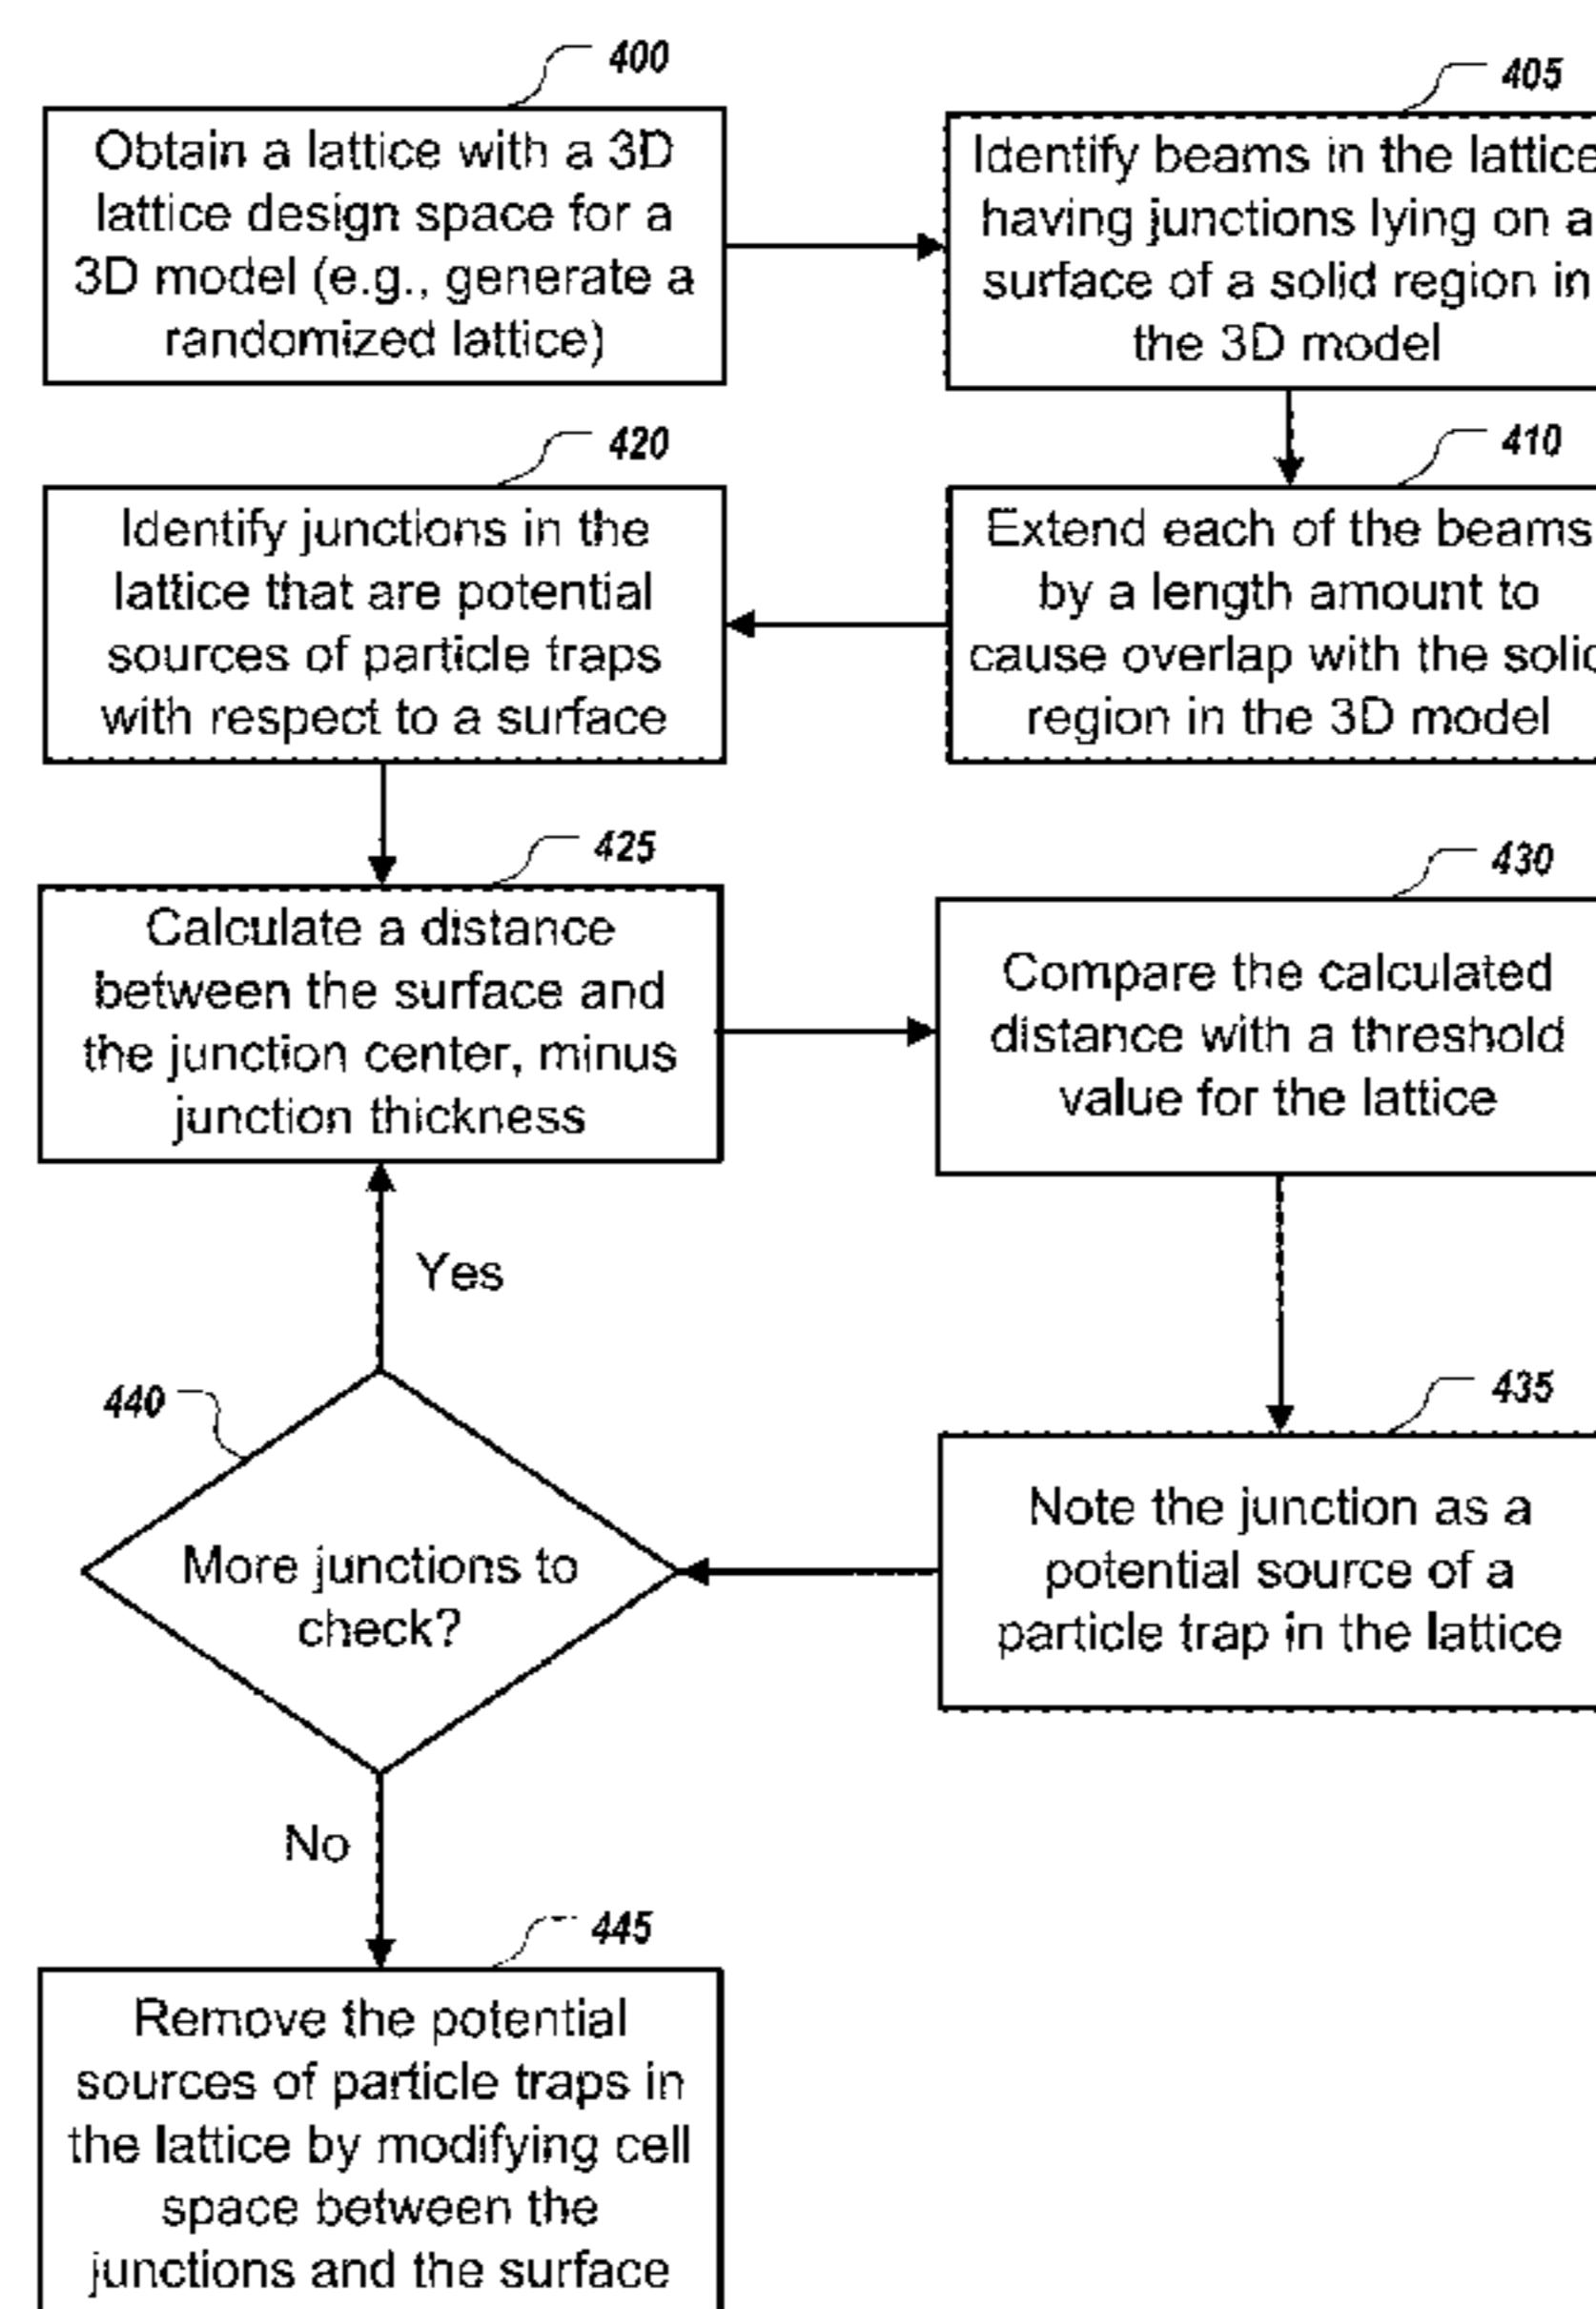 400
Obtain a lattice with a 3D
lattice design space for a
3D model (e.g., generate a
randomized lattice)
405
Identify beams in the lattice
having junctions lying on a
surface of a solid region in
the 3D model
410
Extend each of the beams
by a length amount to
cause overlap with the solid
region in the 3D model
420
Identify junctions in the
lattice that are potential
sources of particle traps
with respect to a surface
425
Calculate a distance
between the surface and
the junction center, minus
junction thickness
430
Compare the calculated
distance with a threshold
value for the lattice
435
Note the junction as a
potential source of a
particle trap in the lattice
440
More junctions to
check?
Yes
No
445
Remove the potential
sources of particle traps in
the lattice by modifying cell
space between the
junctions and the surface